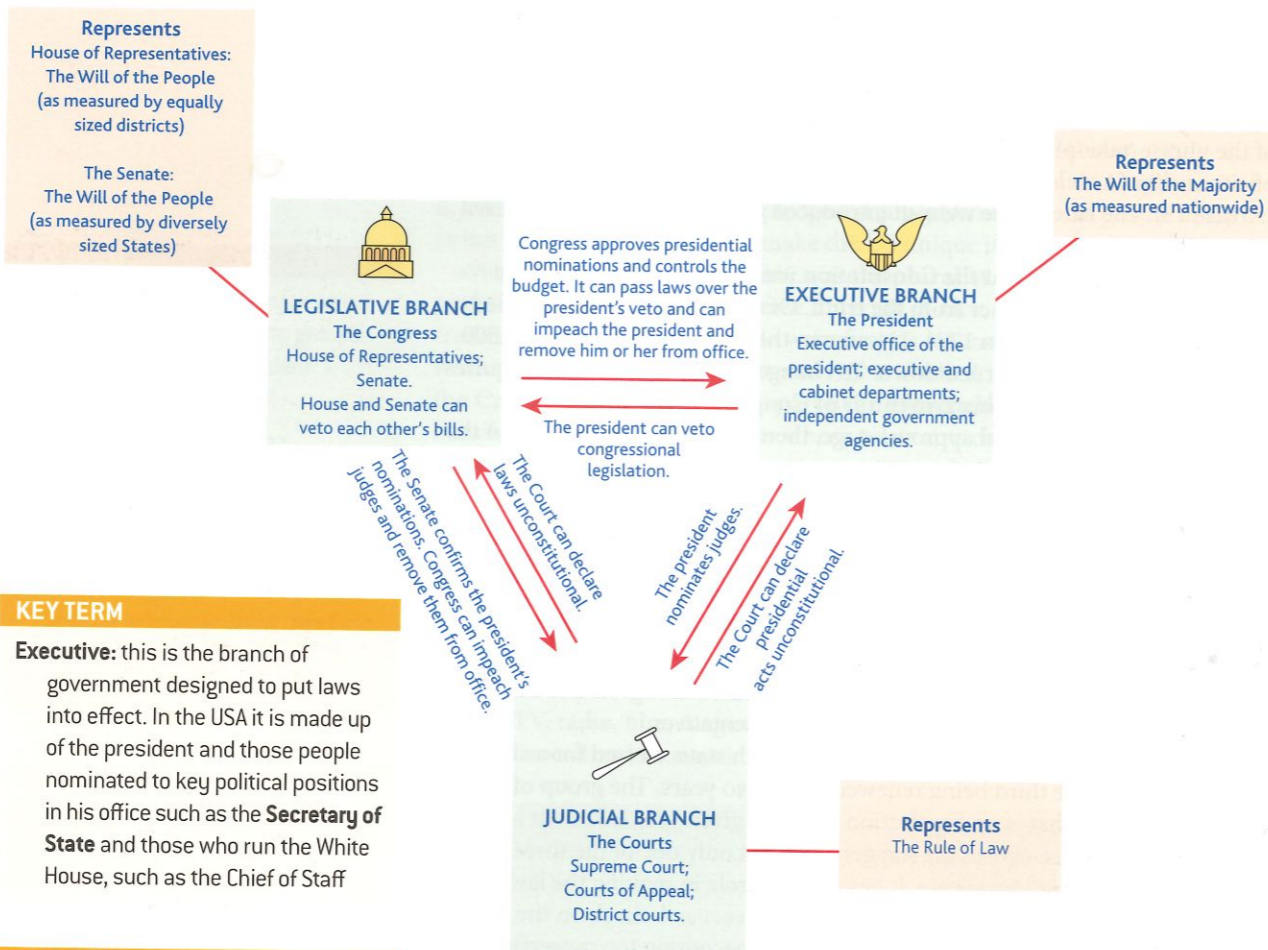 Represents
House of Representatives:
The Will of the People
(as measured by equally
sized districts)
The Senate:
The Will of the People
(as measured by diversely
sized States)
Represents
The Will of the Majority
(as measured nationwide)
LEGISLATIVE BRANCH
The Congress
House of Representatives;
Senate.
House and Senate can
veto each other's bills.
Congress approves presidential
nominations and controls the
budget. It can pass laws over the
president's veto and can
impeach the president and
remove him or her from office.
The president can veto
congressional
legislation.
EXECUTIVE BRANCH
The President
Executive office of the
president; executive and
cabinet departments;
independent government
agencies.
The Senate confirms the president's
nominations. Congress can impeach
judges and remove them from office.
The Court can declare
laws unconstitutional.
The president
nominates judges.
The Court can declare
presidential
acts unconstitutional.
KEY TERM
Executive: this is the branch of
government designed to put laws
into effect. In the USA it is made up
of the president and those people
nominated to key political positions
in his office such as the Secretary of
State and those who run the White
House, such as the Chief of Staff
JUDICIAL BRANCH
The Courts
Supreme Court;
Courts of Appeal;
District courts.
Represents
The Rule of Law